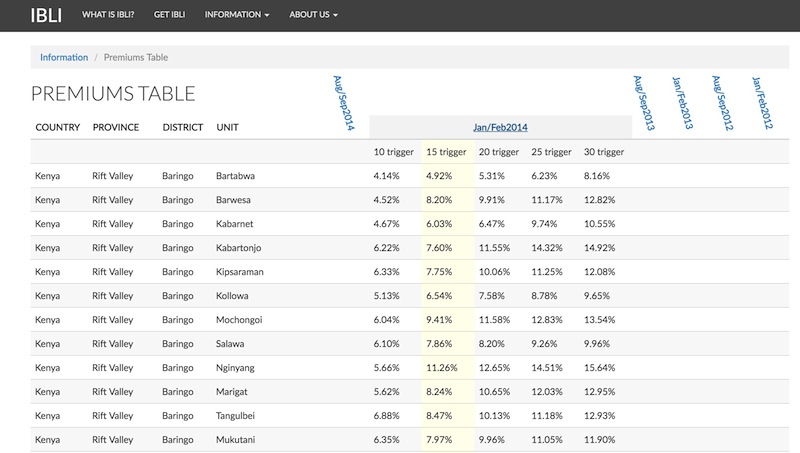 IBLI WHAT IS IBLI? GET IBLI INFORMATION ABOUT US
Information / Premiums Table
PREMIUMS TABLE
Aug/Sep2014 Aug/Sep2013 Jan/Feb2013 Aug/Sep2012 Jan/Feb2012
COUNTRY PROVINCE DISTRICT UNIT Jan/Feb2014
10 trigger 15 trigger 20 trigger 25 trigger 30 trigger
Kenya Rift Valley Baringo Bartabwa 4.14% 4.92% 5.31% 6.23% 8.16%
Kenya Rift Valley Baringo Barwesa 4.52% 8.20% 9.91% 11.17% 12.82%
Kenya Rift Valley Baringo Kabarnet 4.67% 6.03% 6.47% 9.74% 10.55%
Kenya Rift Valley Baringo Kabartonjo 6.22% 7.60% 11.55% 14.32% 14.92%
Kenya Rift Valley Baringo Kipsaraman 6.33% 7.75% 10.06% 11.25% 12.08%
Kenya Rift Valley Baringo Kollowa 5.13% 6.54% 7.58% 8.78% 9.65%
Kenya Rift Valley Baringo Mochongoi 6.04% 9.41% 11.58% 12.83% 13.54%
Kenya Rift Valley Baringo Salawa 6.10% 7.86% 8.20% 9.26% 9.96%
Kenya Rift Valley Baringo Nginyang 5.66% 11.26% 12.65% 14.51% 15.64%
Kenya Rift Valley Baringo Marigat 5.62% 8.24% 10.65% 12.03% 12.95%
Kenya Rift Valley Baringo Tangulbei 6.88% 8.47% 10.13% 11.18% 12.93%
Kenya Rift Valley Baringo Mukutani 6.35% 7.97% 9.96% 11.05% 11.90%